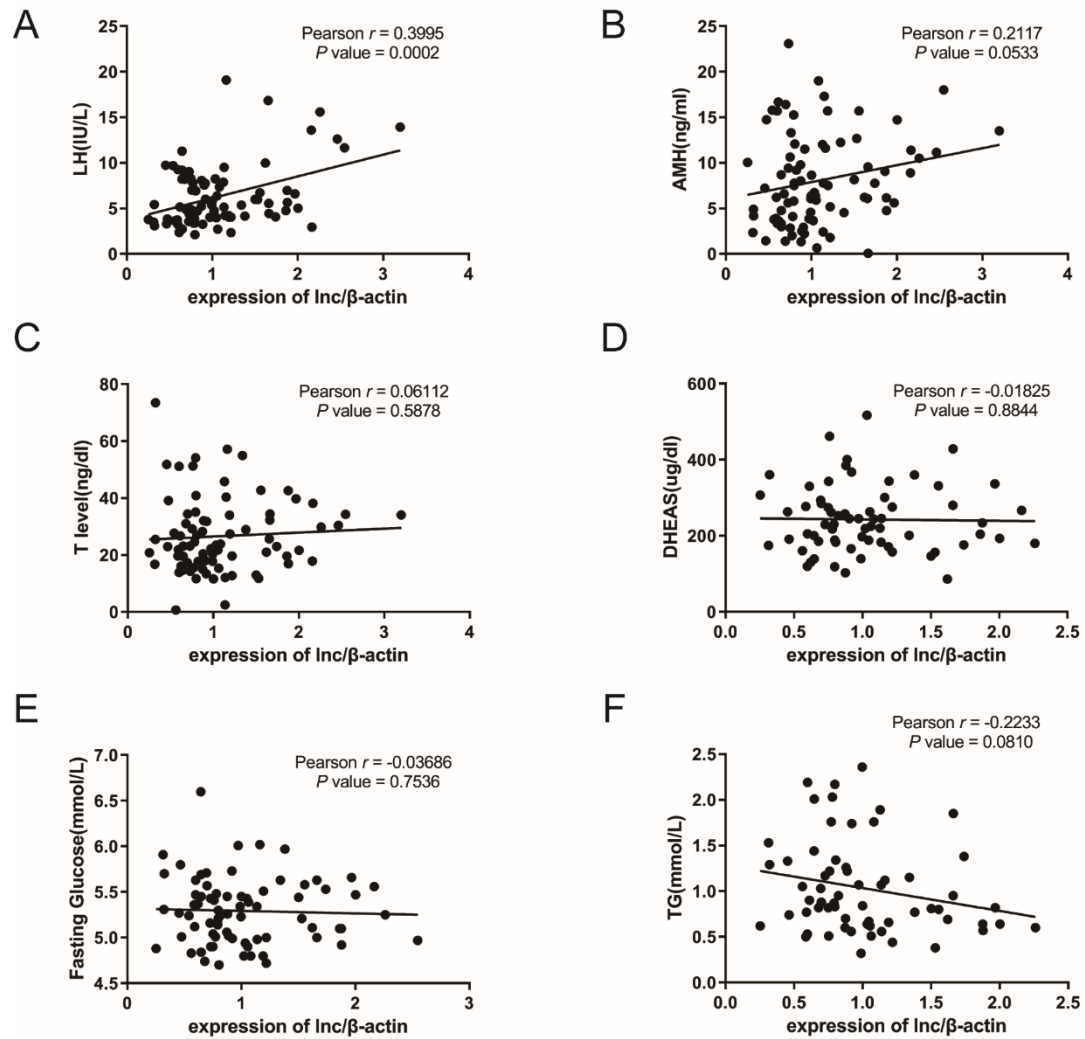 A
Pearson r = 0.3995
P value = 0.0002
LH(IU/L)
25
20
15
10
5
0
0 1 2 3 4
expression of lnc/β-actin
B
Pearson r = 0.2117
P value = 0.0533
AMH(ng/ml)
25
20
15
10
5
0
0 1 2 3 4
expression of lnc/β-actin
C
Pearson r = 0.06112
P value = 0.5878
T level(ng/dl)
80
60
40
20
0
0 1 2 3 4
expression of lnc/β-actin
D
Pearson r = -0.01825
P value = 0.8844
DHEAS(ug/dl)
600
400
200
0
0.0 0.5 1.0 1.5 2.0 2.5
expression of lnc/β-actin
E
Pearson r = -0.03686
P value = 0.7536
Fasting Glucose(mmol/L)
7.0
6.5
6.0
5.5
5.0
4.5
0 1 2 3
expression of lnc/β-actin
F
Pearson r = -0.2233
P value = 0.0810
TG(mmol/L)
2.5
2.0
1.5
1.0
0.5
0.0
0.0 0.5 1.0 1.5 2.0 2.5
expression of lnc/β-actin